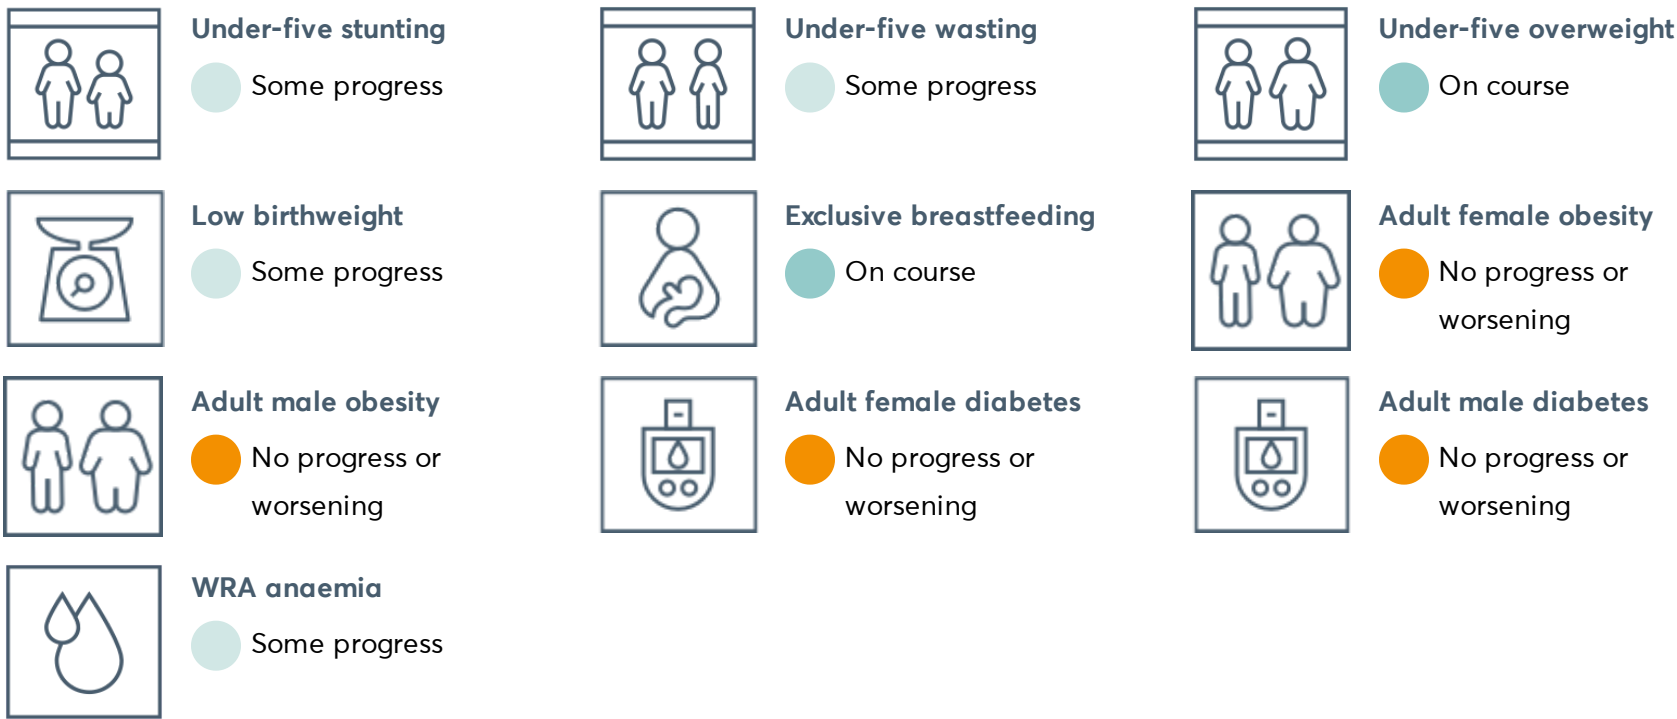 Under-five stunting
Some progress
Under-five wasting
Some progress
Under-five overweight
On course
Low birthweight
Some progress
Exclusive breastfeeding
On course
Adult female obesity
No progress or
worsening
Adult male obesity
No progress or
worsening
Adult female diabetes
No progress or
worsening
Adult male diabetes
No progress or
worsening
WRA anaemia
Some progress